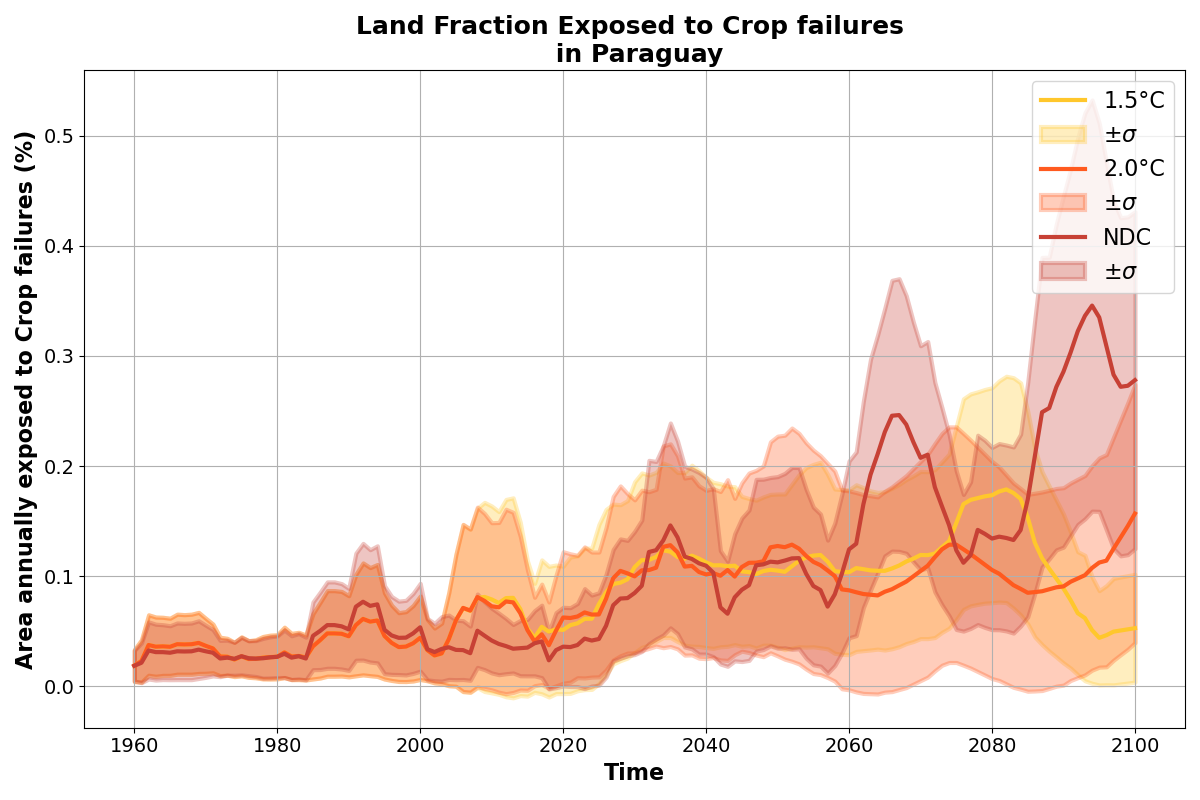 Land Fraction Exposed to Crop failures
in Paraguay
Area annually exposed to Crop failures (%)
0.5
0.4
0.3
0.2
0.1
0.0
1.5°C
±σ
2.0°C
±σ
NDC
±σ
1960 1980 2000 2020 2040 2060 2080 2100
Time